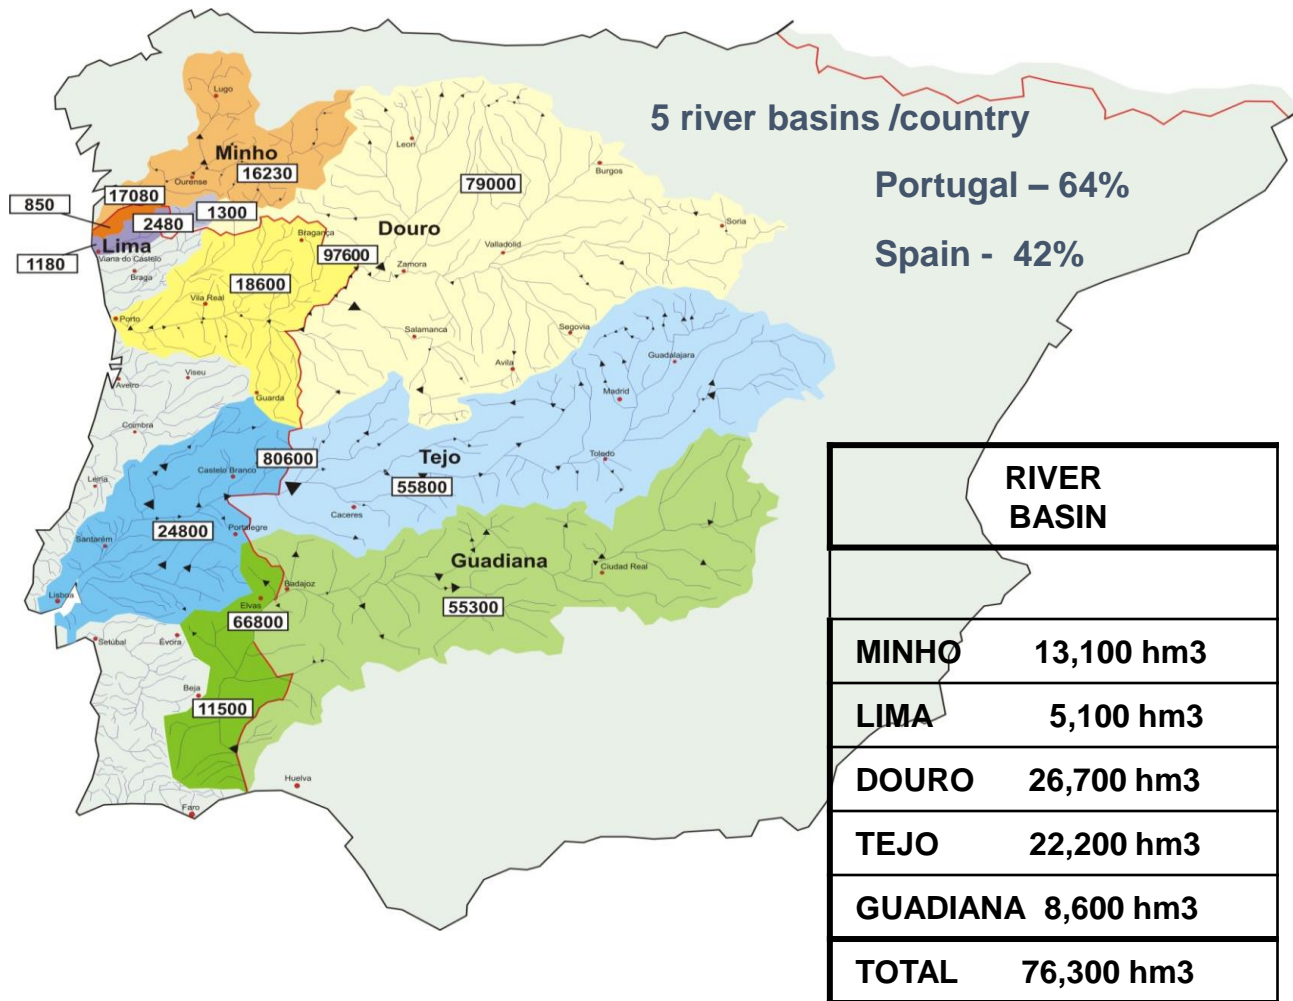 5 river basins /country
Portugal – 64%
Spain - 42%
Lugo
Minho
16230
Ourense
17080
850
2480
1300
Lima
1180
Viana do Castelo
Braga
Bragança
Leon
79000
Burgos
Soria
Douro
Valladolid
97600
Zamora
18600
Vila Real
Porto
Salamanca
Segovia
Avila
Guadalajara
Madrid
Viseu
Aveiro
Guarda
Coimbra
80600
Tejo
Toledo
Castelo Branco
55800
Leiria
Caceres
24800
Portalegre
Santarém
Guadiana
Ciudad Real
Badajoz
Elvas
55300
Lisboa
66800
Setúbal
Évora
Beja
11500
Huelva
Faro
RIVER
BASIN
MINHO 13,100 hm3
LIMA 5,100 hm3
DOURO 26,700 hm3
TEJO 22,200 hm3
GUADIANA 8,600 hm3
TOTAL 76,300 hm3